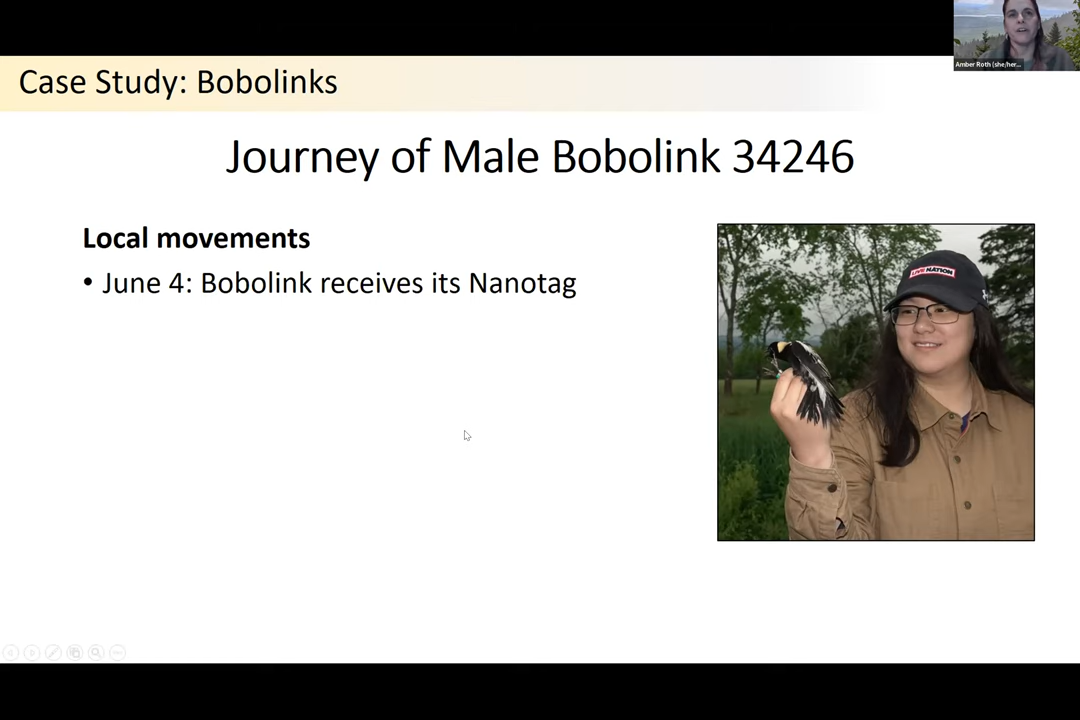 Amber Roth (she/her...
Case Study: Bobolinks
Journey of Male Bobolink 34246
Local movements
• June 4: Bobolink receives its Nanotag
LIVE NATION